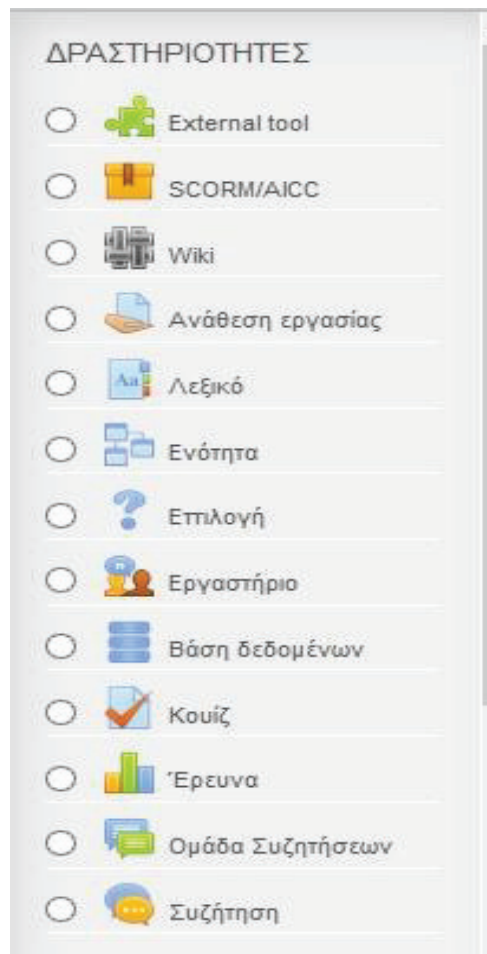 ΔΡΑΣΤΗΡΙΟΤΗΤΕΣ
External tool
SCORM/AICC
Wiki
Ανάθεση εργασίας
Aa
Λεξικό
Ενότητα
Επιλογή
Εργαστήριο
Βάση δεδομένων
Κουίζ
Έρευνα
Ομάδα Συζητήσεων
Συζήτηση